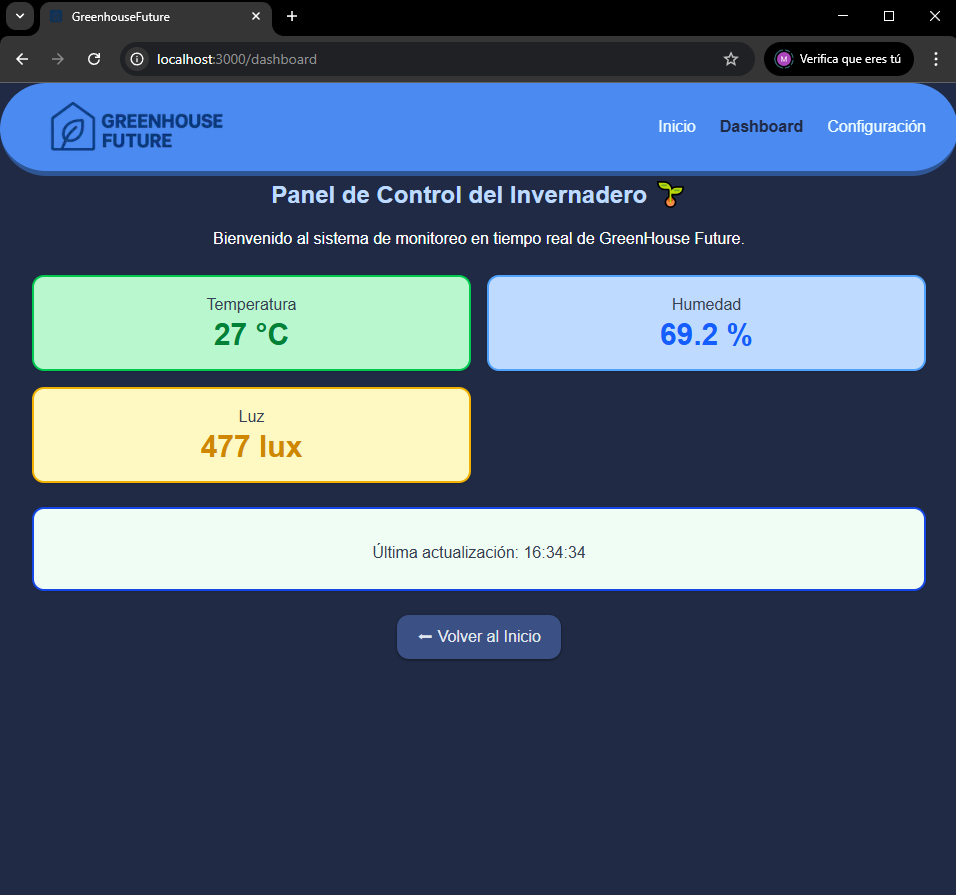 GreenhouseFuture
localhost:3000/dashboard
M
Verifica que eres tú
GREENHOUSE
FUTURE
Inicio
Dashboard
Configuración
Panel de Control del Invernadero 🌱
Bienvenido al sistema de monitoreo en tiempo real de GreenHouse Future.
Temperatura
27 °C
Humedad
69.2 %
Luz
477 lux
Última actualización: 16:34:34
⬅ Volver al Inicio